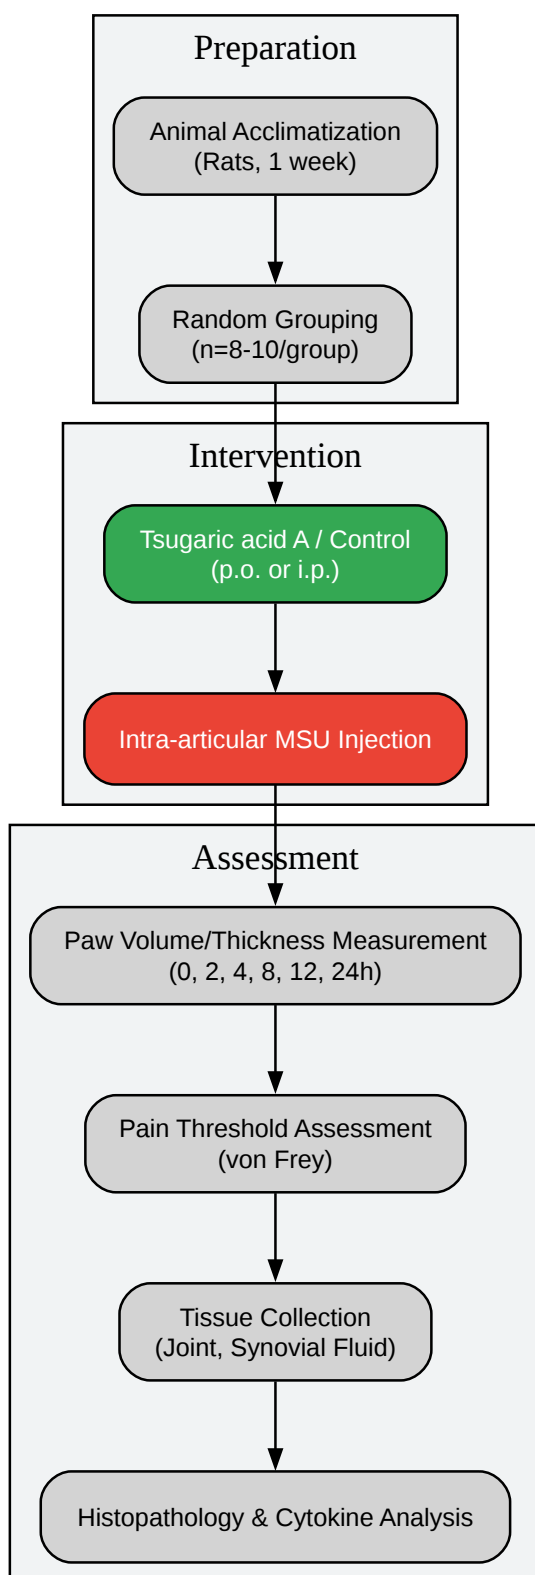 Preparation
Animal Acclimatization
(Rats, 1 week)
Random Grouping
(n=8-10/group)
Intervention
Tsugaric acid A / Control
(p.o. or i.p.)
Intra-articular MSU Injection
Assessment
Paw Volume/Thickness Measurement
(0, 2, 4, 8, 12, 24h)
Pain Threshold Assessment
(von Frey)
Tissue Collection
(Joint, Synovial Fluid)
Histopathology & Cytokine Analysis